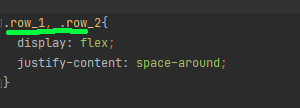 .row_1, .row_2{
display: flex;
justify-content: space-around;
}